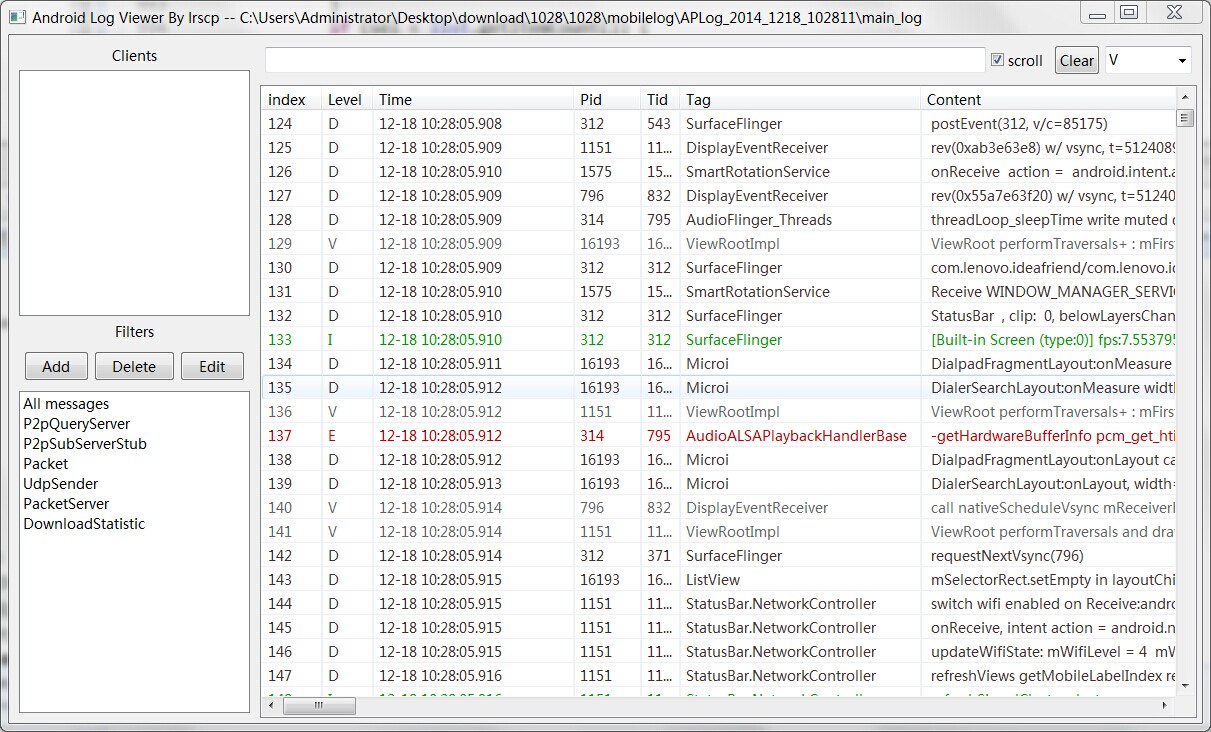 Android Log Viewer By lrscp -- C:\Users\Administrator\Desktop\download\1028\1028\mobilelog\APLog_2014_1218_102811\main_log
Clients
scroll Clear V
index Level Time Pid Tid Tag Content
124 D 12-18 10:28:05.908 312 543 SurfaceFlinger postEvent(312, v/c=85175)
125 D 12-18 10:28:05.909 1151 11... DisplayEventReceiver rev(0xab3e63e8) w/ vsync, t=5124089
126 D 12-18 10:28:05.910 1575 15... SmartRotationService onReceive action = android.intent.a
127 D 12-18 10:28:05.909 796 832 DisplayEventReceiver rev(0x55a7e63f20) w/ vsync, t=51240
128 D 12-18 10:28:05.909 314 795 AudioFlinger_Threads threadLoop_sleepTime write muted
129 V 12-18 10:28:05.909 16193 16... ViewRootImpl ViewRoot performTraversals+ : mFirs
130 D 12-18 10:28:05.909 312 312 SurfaceFlinger com.lenovo.ideafriend/com.lenovo.i
131 D 12-18 10:28:05.910 1575 15... SmartRotationService Receive WINDOW_MANAGER_SERVI
132 D 12-18 10:28:05.910 312 312 SurfaceFlinger StatusBar , clip: 0, belowLayersChan
133 I 12-18 10:28:05.910 312 312 SurfaceFlinger [Built-in Screen (type:0)] fps:7.553795
134 D 12-18 10:28:05.911 16193 16... Microi DialpadFragmentLayout:onMeasure
135 D 12-18 10:28:05.912 16193 16... Microi DialerSearchLayout:onMeasure widt
136 V 12-18 10:28:05.912 1151 11... ViewRootImpl ViewRoot performTraversals+ : mFirs
137 E 12-18 10:28:05.912 314 795 AudioALSAPlaybackHandlerBase -getHardwareBufferInfo pcm_get_hti
138 D 12-18 10:28:05.912 16193 16... Microi DialpadFragmentLayout:onLayout ca
139 D 12-18 10:28:05.913 16193 16... Microi DialerSearchLayout:onLayout, width=
140 V 12-18 10:28:05.914 796 832 DisplayEventReceiver call nativeScheduleVsync mReceiver
141 V 12-18 10:28:05.914 1151 11... ViewRootImpl ViewRoot performTraversals and dra
142 D 12-18 10:28:05.914 312 371 SurfaceFlinger requestNextVsync(796)
143 D 12-18 10:28:05.915 16193 16... ListView mSelectorRect.setEmpty in layoutChi
144 D 12-18 10:28:05.915 1151 11... StatusBar.NetworkController switch wifi enabled on Receive:andro
145 D 12-18 10:28:05.915 1151 11... StatusBar.NetworkController onReceive, intent action = android.n
146 D 12-18 10:28:05.915 1151 11... StatusBar.NetworkController updateWifiState: mWifiLevel = 4 mW
147 D 12-18 10:28:05.916 1151 11... StatusBar.NetworkController refreshViews getMobileLabelIndex re
Filters
Add Delete Edit
All messages
P2pQueryServer
P2pSubServerStub
Packet
UdpSender
PacketServer
DownloadStatistic